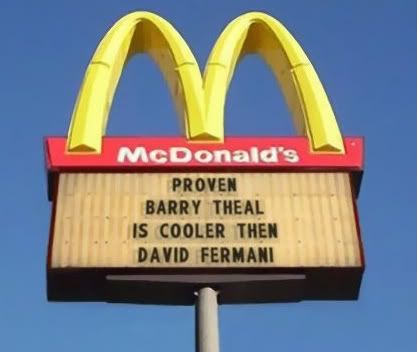 McDonald's
PROVEN
BARRY THEAL
IS COOLER THEN
DAVID FERMANI